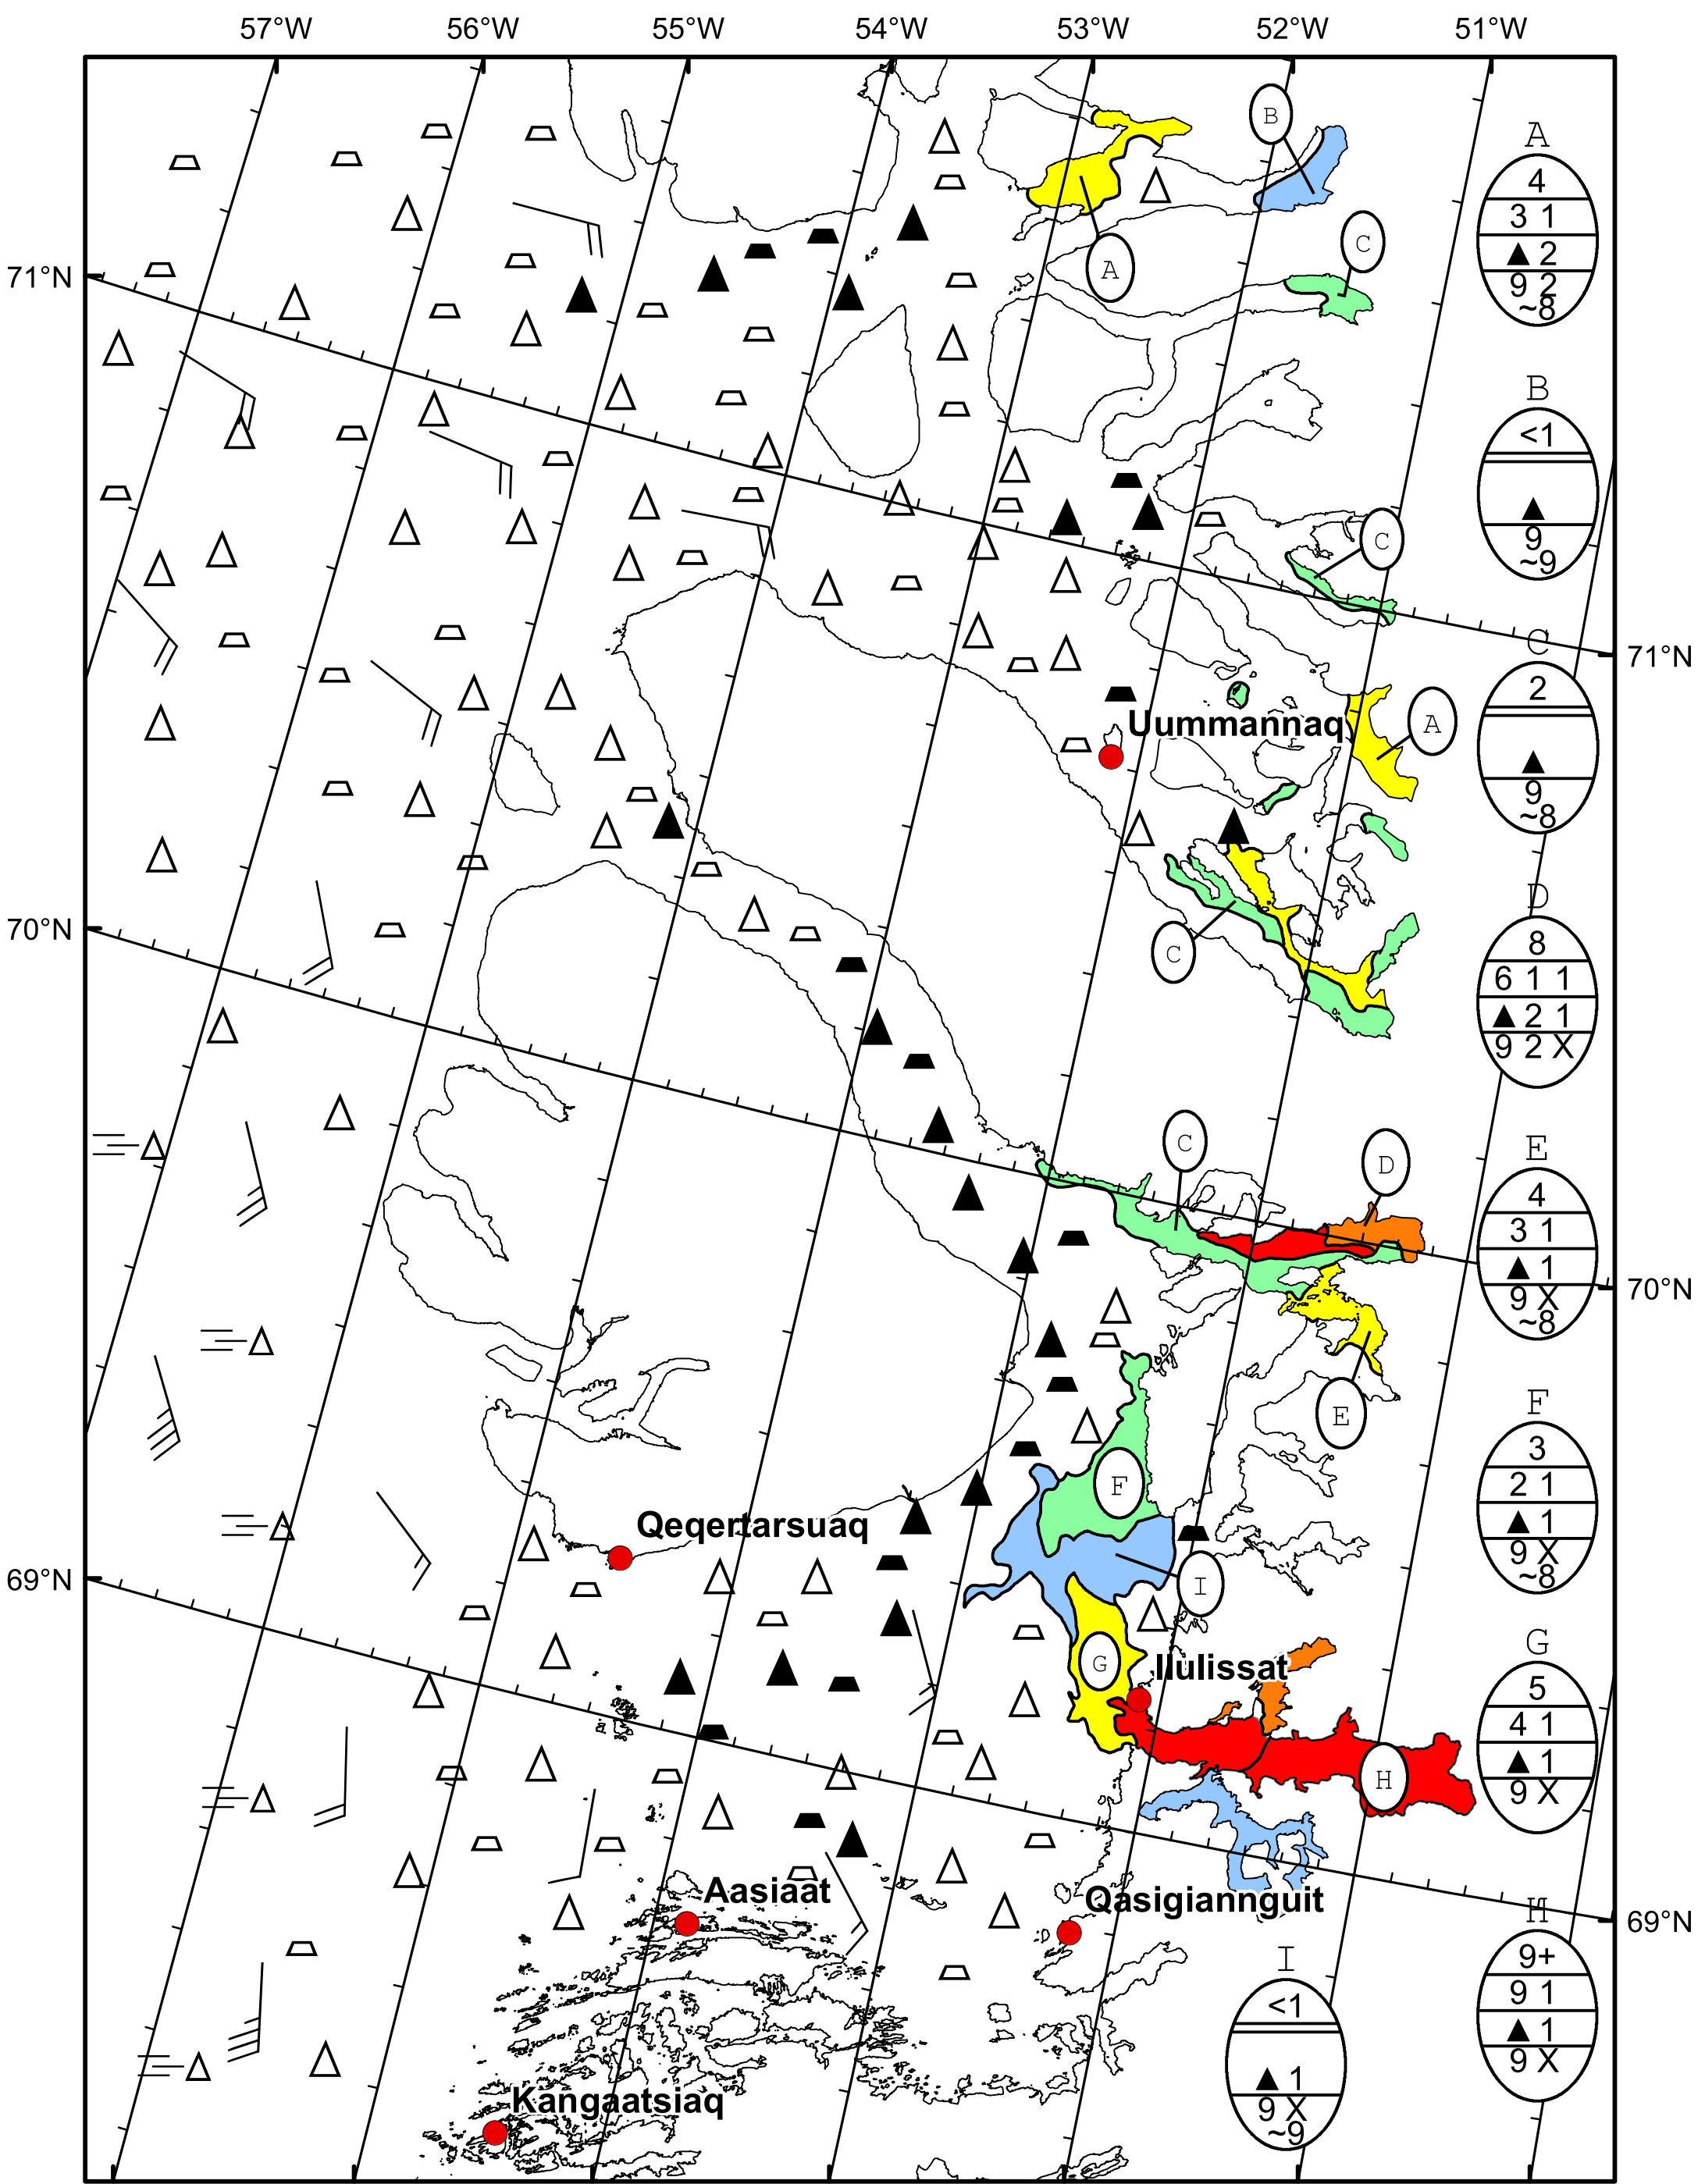 57°W 56°W 55°W 54°W 53°W 52°W 51°W
B
A
4
3 1
▲ 2
9 2
~8
C
A
71°N
B
<1
▲
9
~9
C
71°N
C
2
▲
9
~8
A
Uummannaq
70°N
C
D
8
6 1 1
▲ 2 1
9 2 X
C
D
E
4
3 1
▲ 1
9 X
~8
70°N
E
F
3
2 1
▲ 1
9 X
~8
F
Qeqertarsuaq
69°N
I
G
Ilulissat
G
5
4 1
▲ 1
9 X
H
Aasiaat
Qasigiannguit
69°N
H
9+
9 1
▲ 1
9 X
I
<1
▲ 1
9 X
~9
Kangaatsiaq